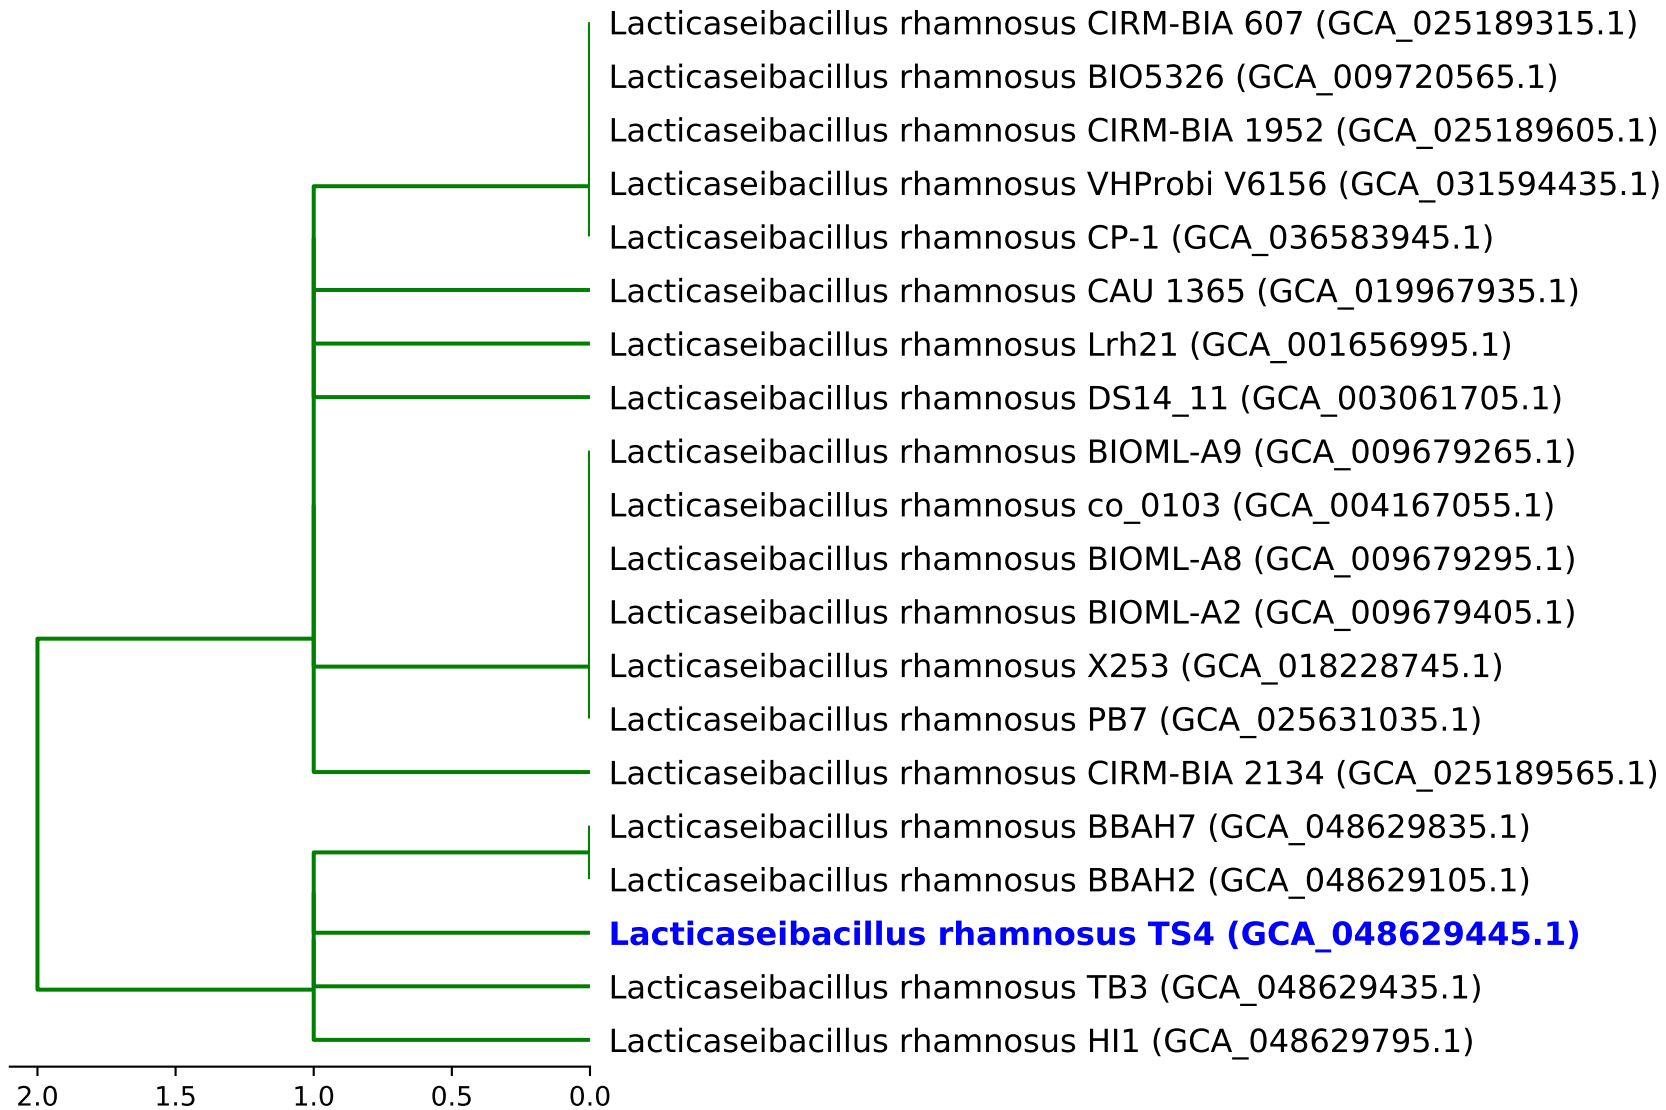 Lacticaseibacillus rhamnosus CIRM-BIA 607 (GCA_025189315.1)
Lacticaseibacillus rhamnosus BIO5326 (GCA_009720565.1)
Lacticaseibacillus rhamnosus CIRM-BIA 1952 (GCA_025189605.1)
Lacticaseibacillus rhamnosus VHProbi V6156 (GCA_031594435.1)
Lacticaseibacillus rhamnosus CP-1 (GCA_036583945.1)
Lacticaseibacillus rhamnosus CAU 1365 (GCA_019967935.1)
Lacticaseibacillus rhamnosus Lrh21 (GCA_001656995.1)
Lacticaseibacillus rhamnosus DS14_11 (GCA_003061705.1)
Lacticaseibacillus rhamnosus BIOML-A9 (GCA_009679265.1)
Lacticaseibacillus rhamnosus co_0103 (GCA_004167055.1)
Lacticaseibacillus rhamnosus BIOML-A8 (GCA_009679295.1)
Lacticaseibacillus rhamnosus BIOML-A2 (GCA_009679405.1)
Lacticaseibacillus rhamnosus X253 (GCA_018228745.1)
Lacticaseibacillus rhamnosus PB7 (GCA_025631035.1)
Lacticaseibacillus rhamnosus CIRM-BIA 2134 (GCA_025189565.1)
Lacticaseibacillus rhamnosus BBAH7 (GCA_048629835.1)
Lacticaseibacillus rhamnosus BBAH2 (GCA_048629105.1)
Lacticaseibacillus rhamnosus TS4 (GCA_048629445.1)
Lacticaseibacillus rhamnosus TB3 (GCA_048629435.1)
Lacticaseibacillus rhamnosus HI1 (GCA_048629795.1)
2.0 1.5 1.0 0.5 0.0